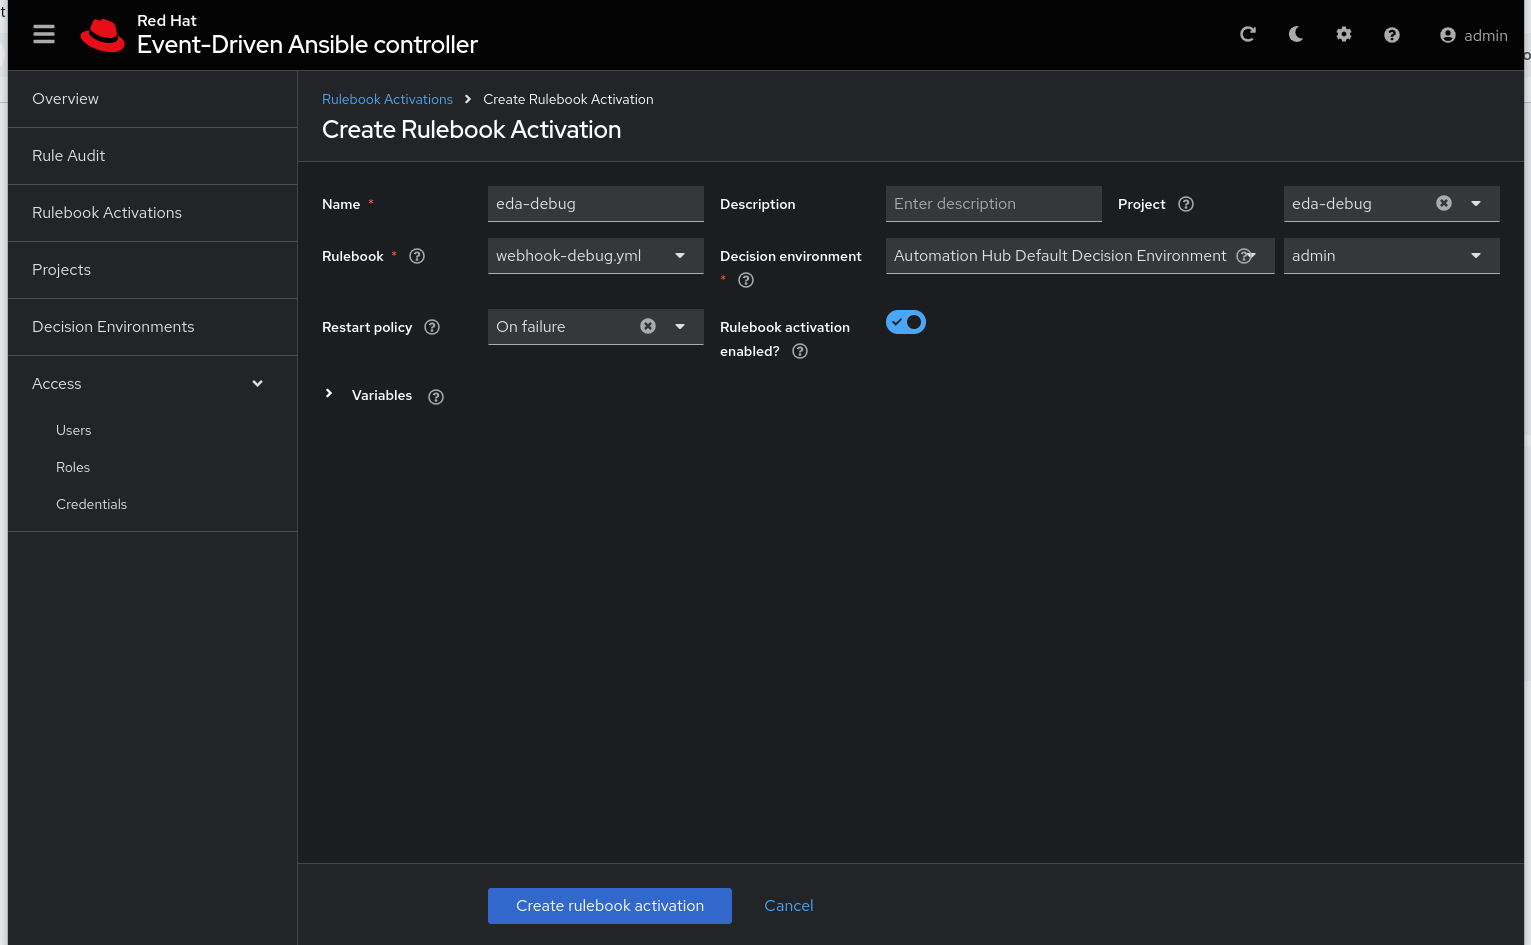 Red Hat
Event-Driven Ansible controller
admin
Overview
Rule Audit
Rulebook Activations
Projects
Decision Environments
Access
Users
Roles
Credentials
Rulebook Activations > Create Rulebook Activation
Create Rulebook Activation
Name *
eda-debug
Description
Enter description
Project
eda-debug
Rulebook *
webhook-debug.yml
Decision environment
*
Automation Hub Default Decision Environment
admin
Restart policy
On failure
Rulebook activation
enabled?
Variables
Create rulebook activation
Cancel